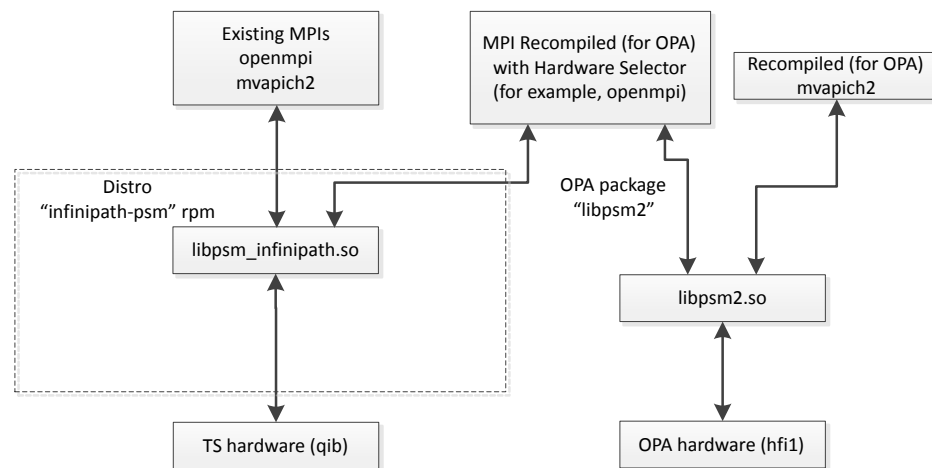 Existing MPIs
openmpi
mvapich2
MPI Recompiled (for OPA)
with Hardware Selector
(for example, openmpi)
Recompiled (for OPA)
mvapich2
Distro
“infinipath-psm” rpm
OPA package
“libpsm2”
libpsm_infinipath.so
libpsm2.so
TS hardware (qib)
OPA hardware (hfi1)